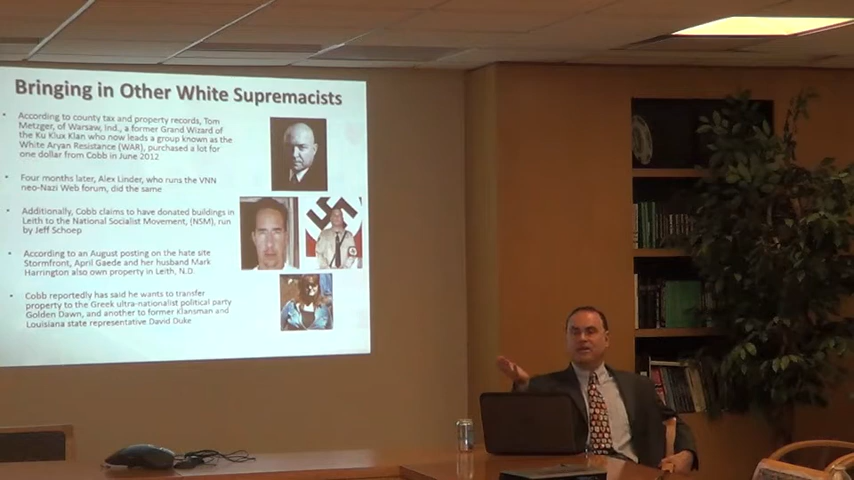 Bringing in Other White Supremacists
• According to county tax and property records, Tom
Metzger, of Warsaw, Ind., a former Grand Wizard of
the Ku Klux Klan who now leads a group known as the
White Aryan Resistance (WAR), purchased a lot for
one dollar from Cobb in June 2012
• Four months later, Alex Linder, who runs the VNN
neo-Nazi Web forum, did the same
• Additionally, Cobb claims to have donated buildings in
Leith to the National Socialist Movement, (NSM), run
by Jeff Schoep
• According to an August posting on the hate site
Stormfront, April Gaede and her husband Mark
Harrington also own property in Leith, N.D.
• Cobb reportedly has said he wants to transfer
property to the Greek ultra-nationalist political party
Golden Dawn, and another to former Klansman and
Louisiana state representative David Duke